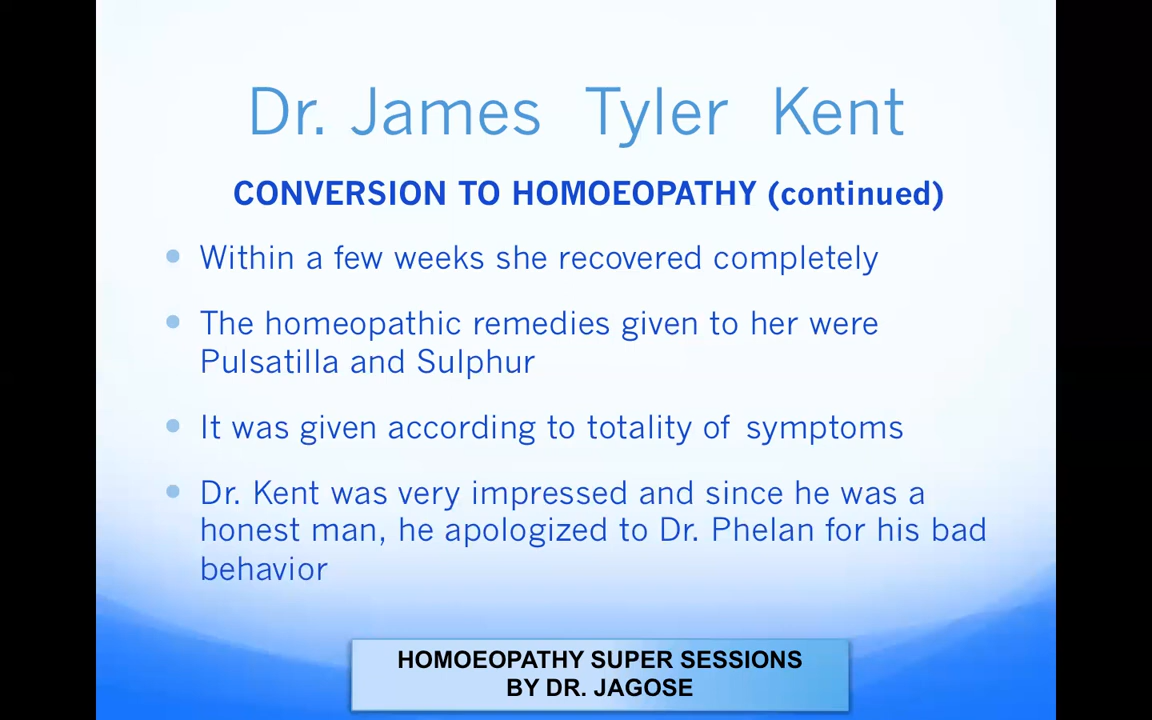 Dr. James Tyler Kent
CONVERSION TO HOMOEOPATHY (continued)
Within a few weeks she recovered completely
The homeopathic remedies given to her were
Pulsatilla and Sulphur
It was given according to totality of symptoms
Dr. Kent was very impressed and since he was a
honest man, he apologized to Dr. Phelan for his bad
behavior
HOMOEOPATHY SUPER SESSIONS
BY DR. JAGOSE